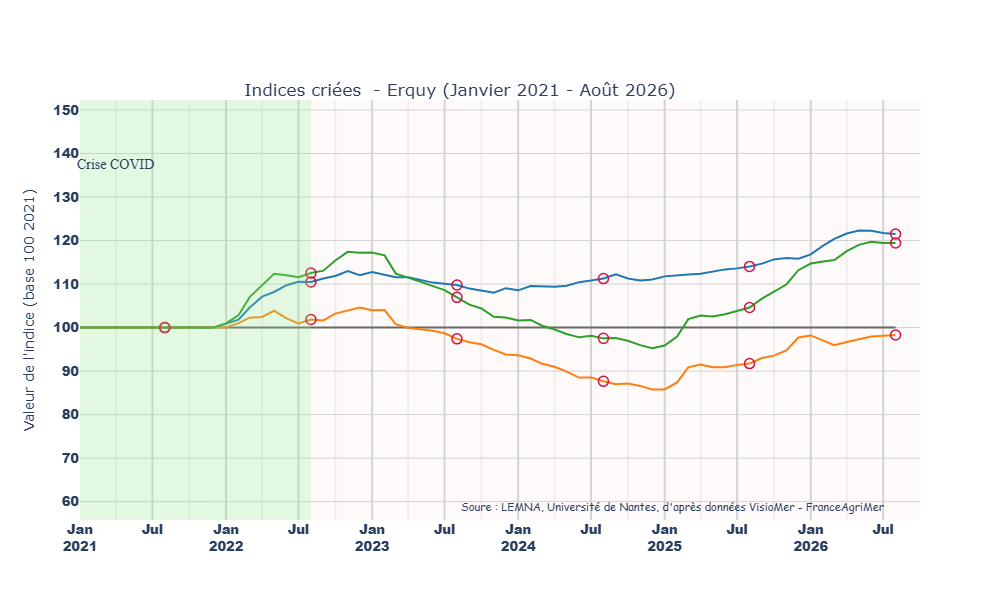 Indices criées - Erquy (Janvier 2021 - Août 2026)
Valeur de l'indice (base 100 2021)
150
140
Crise COVID
130
120
110
100
90
80
70
60
Soure : LEMNA, Université de Nantes, d'après données VisioMer - FranceAgriMer
Jan Jul Jan Jul Jan Jul Jan Jul Jan Jul Jan Jul
2021 2022 2023 2024 2025 2026